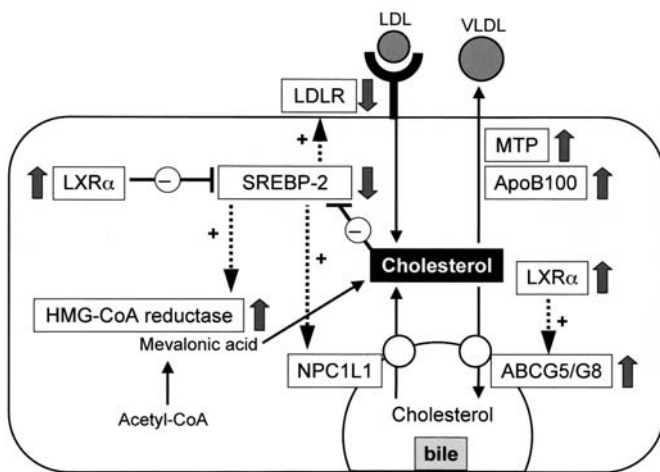 LDL
VLDL
LDLR
+
MTP
LXRα
−
SREBP-2
ApoB100
−
+
+
Cholesterol
LXRα
HMG-CoA reductase
+
Mevalonic acid
NPC1L1
ABCG5/G8
Acetyl-CoA
Cholesterol
bile